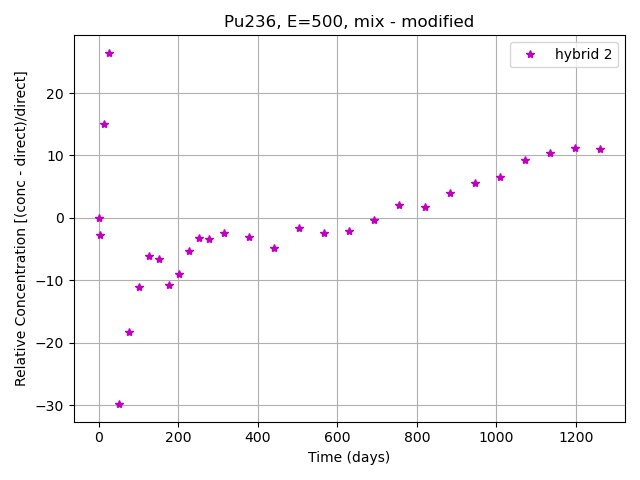 Pu236, E=500, mix - modified
hybrid 2
Relative Concentration [(conc - direct)/direct]
20
10
0
−10
−20
−30
0 200 400 600 800 1000 1200
Time (days)